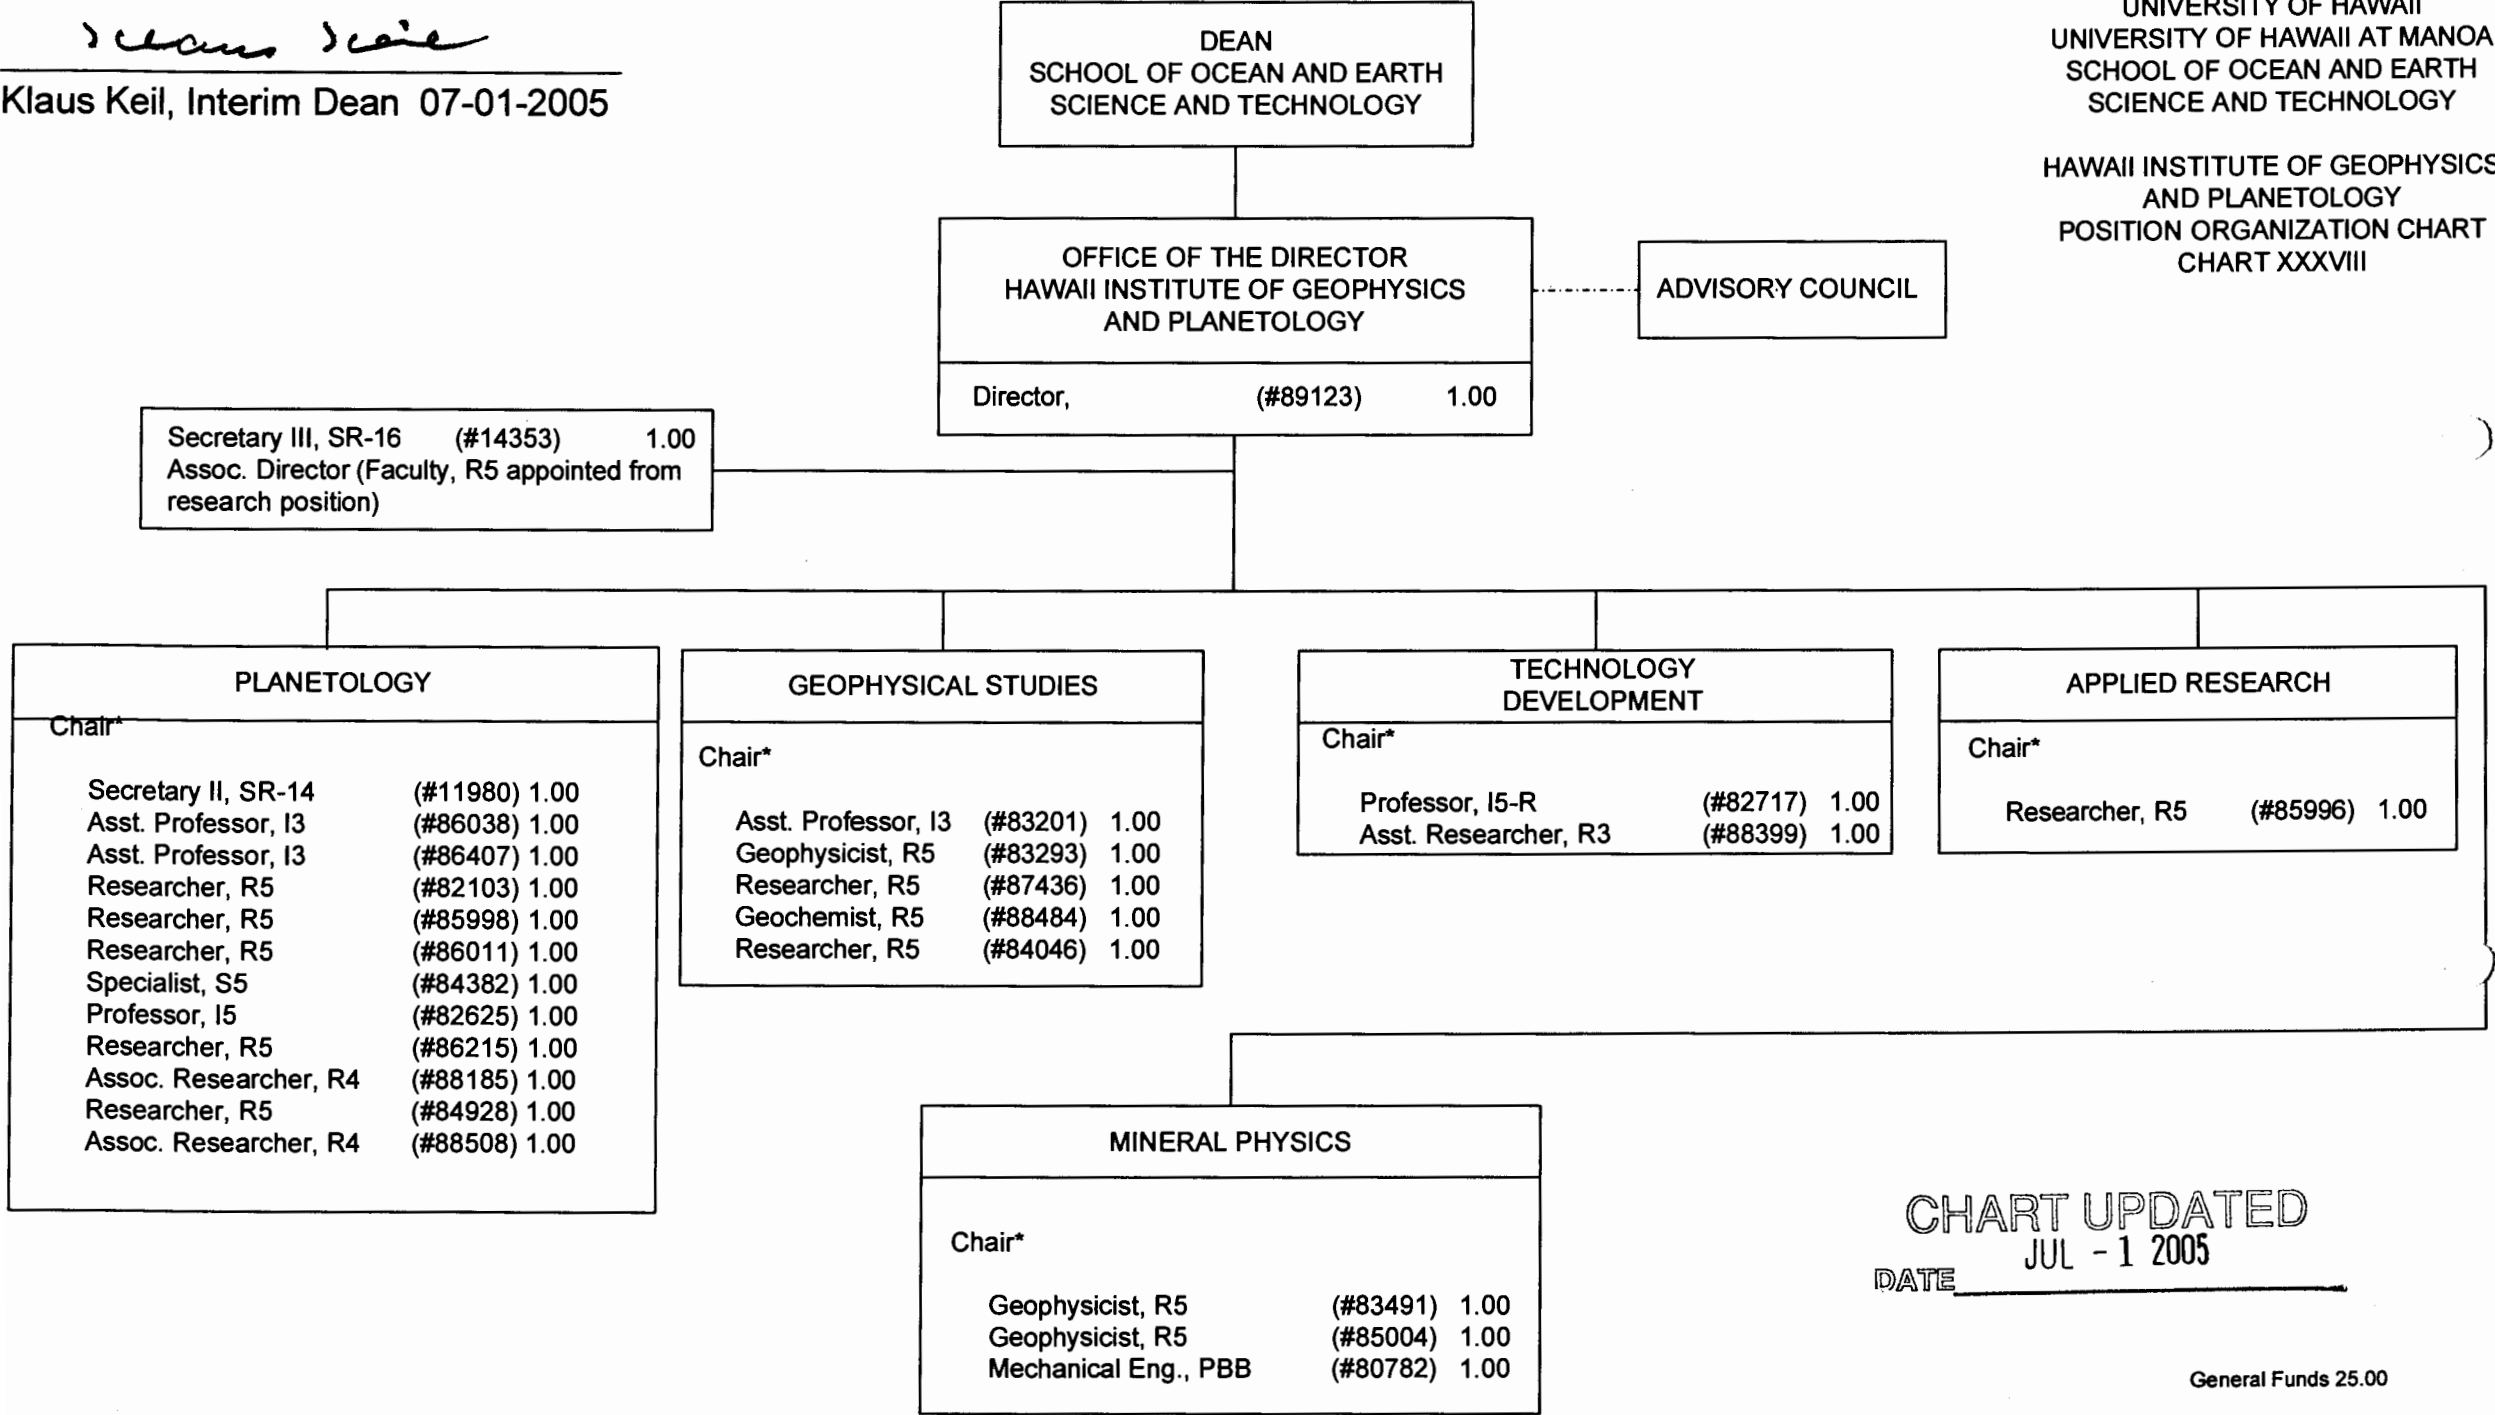 Klaus Keil, Interim Dean 07-01-2005
DEAN
SCHOOL OF OCEAN AND EARTH
SCIENCE AND TECHNOLOGY
UNIVERSITY OF HAWAII
UNIVERSITY OF HAWAII AT MANOA
SCHOOL OF OCEAN AND EARTH
SCIENCE AND TECHNOLOGY
HAWAII INSTITUTE OF GEOPHYSICS
AND PLANETOLOGY
POSITION ORGANIZATION CHART
CHART XXXVIII
OFFICE OF THE DIRECTOR
HAWAII INSTITUTE OF GEOPHYSICS
AND PLANETOLOGY
Director, (#89123) 1.00
ADVISORY COUNCIL
Secretary III, SR-16 (#14353) 1.00
Assoc. Director (Faculty, R5 appointed from
research position)
PLANETOLOGY
Chair*
Secretary II, SR-14 (#11980) 1.00
Asst. Professor, I3 (#86038) 1.00
Asst. Professor, I3 (#86407) 1.00
Researcher, R5 (#82103) 1.00
Researcher, R5 (#85998) 1.00
Researcher, R5 (#86011) 1.00
Specialist, S5 (#84382) 1.00
Professor, I5 (#82625) 1.00
Researcher, R5 (#86215) 1.00
Assoc. Researcher, R4 (#88185) 1.00
Researcher, R5 (#84928) 1.00
Assoc. Researcher, R4 (#88508) 1.00
GEOPHYSICAL STUDIES
Chair*
Asst. Professor, I3 (#83201) 1.00
Geophysicist, R5 (#83293) 1.00
Researcher, R5 (#87436) 1.00
Geochemist, R5 (#88484) 1.00
Researcher, R5 (#84046) 1.00
TECHNOLOGY
DEVELOPMENT
Chair*
Professor, I5-R (#82717) 1.00
Asst. Researcher, R3 (#88399) 1.00
APPLIED RESEARCH
Chair*
Researcher, R5 (#85996) 1.00
MINERAL PHYSICS
Chair*
Geophysicist, R5 (#83491) 1.00
Geophysicist, R5 (#85004) 1.00
Mechanical Eng., PBB (#80782) 1.00
CHART UPDATED
JUL - 1 2005
DATE
General Funds 25.00